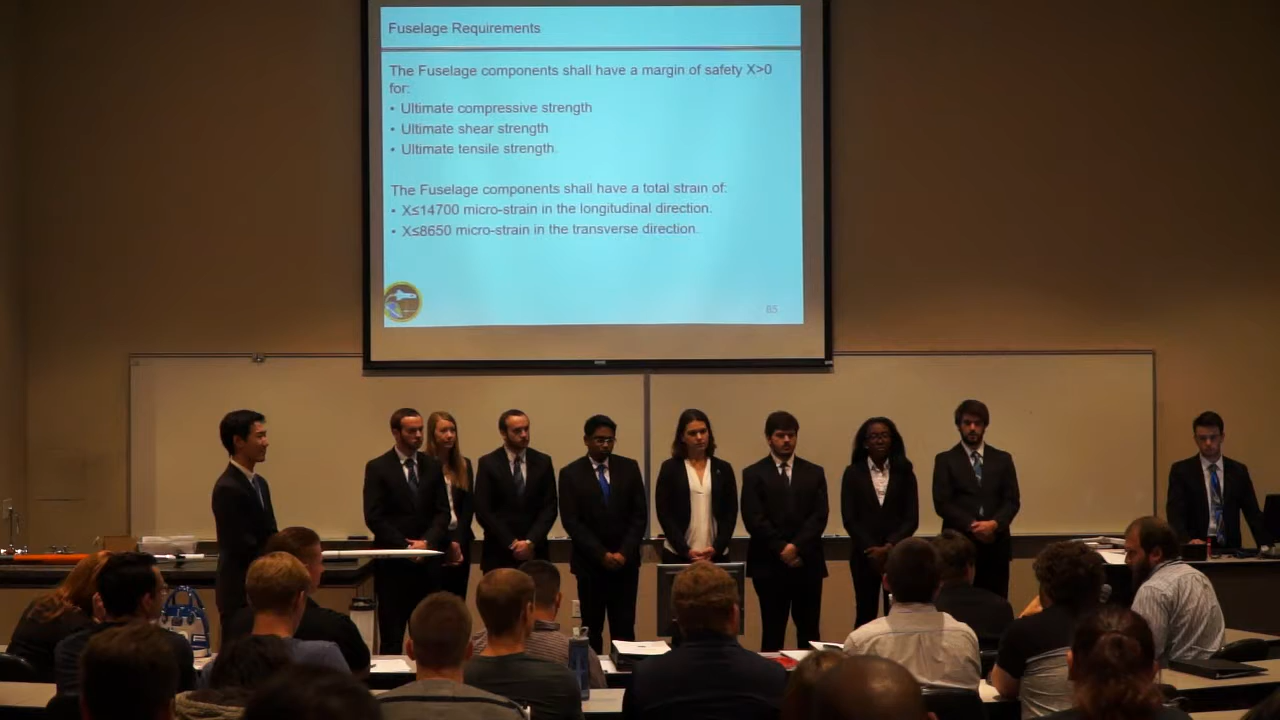 Fuselage Requirements
The Fuselage components shall have a margin of safety X>0
for:
• Ultimate compressive strength
• Ultimate shear strength
• Ultimate tensile strength
The Fuselage components shall have a total strain of:
• X≤14700 micro-strain in the longitudinal direction.
• X≤8650 micro-strain in the transverse direction.